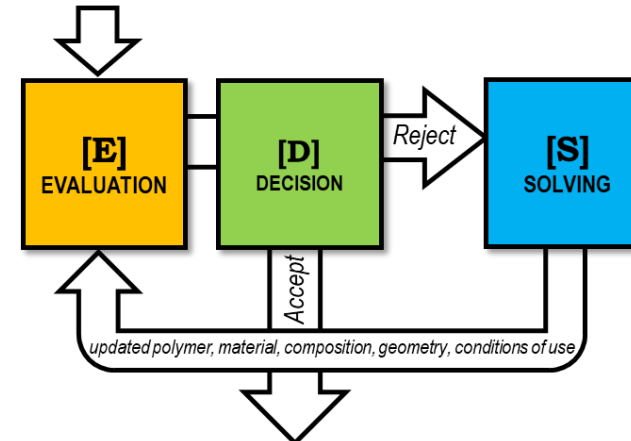 [E]
EVALUATION
[D]
DECISION
Reject
[S]
SOLVING
Accept
updated polymer, material, composition, geometry, conditions of use